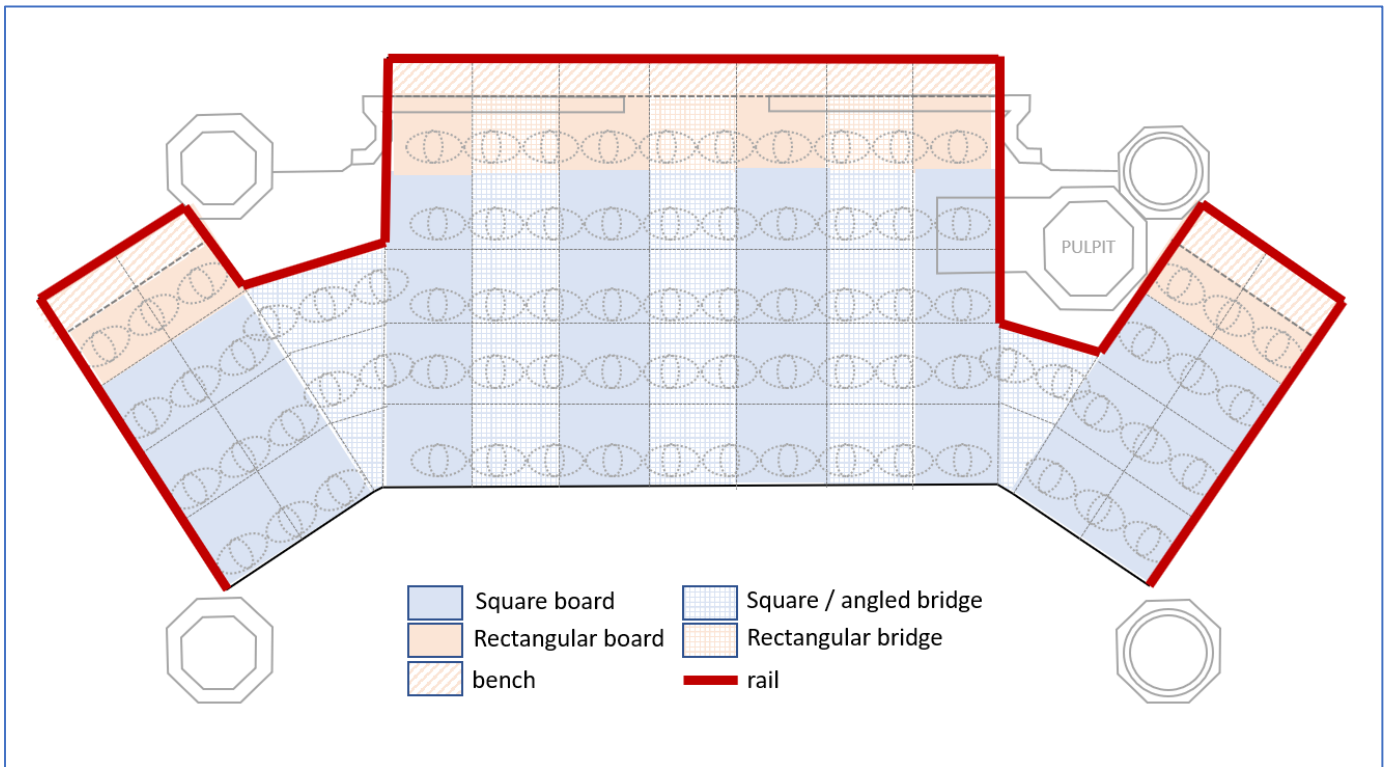 PULPIT
Square board
Square / angled bridge
Rectangular board
Rectangular bridge
bench
rail